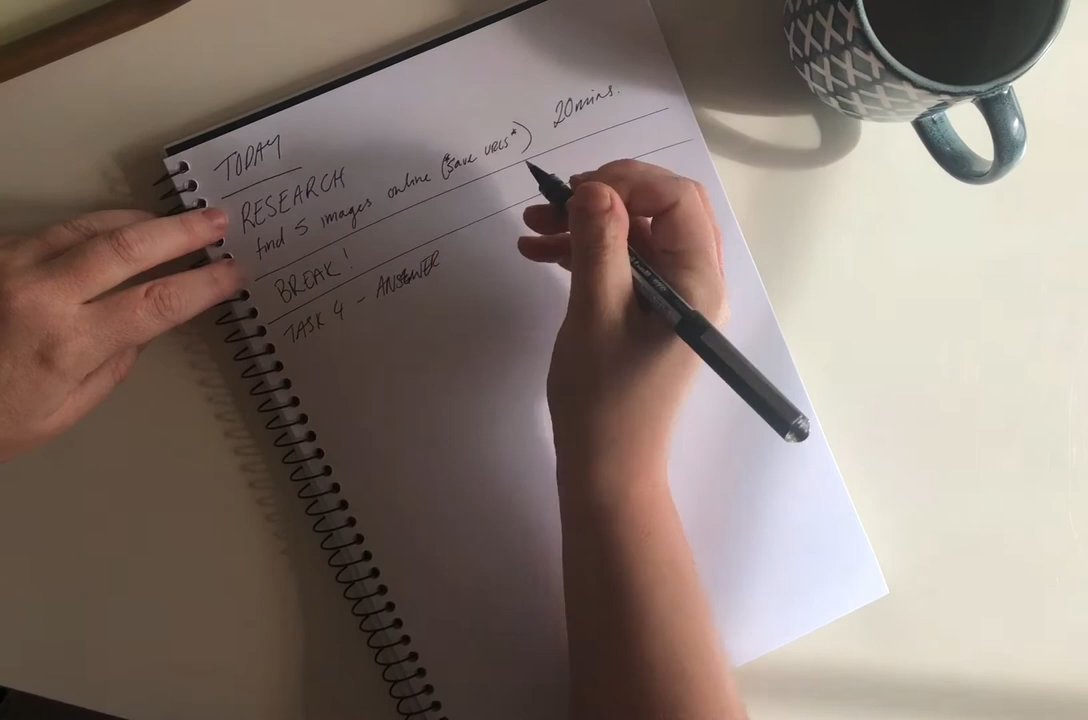 TODAY
RESEARCH
find 5 images online (*save URLS*) 20mins.
BREAK!
TASK 4 - ANSWER